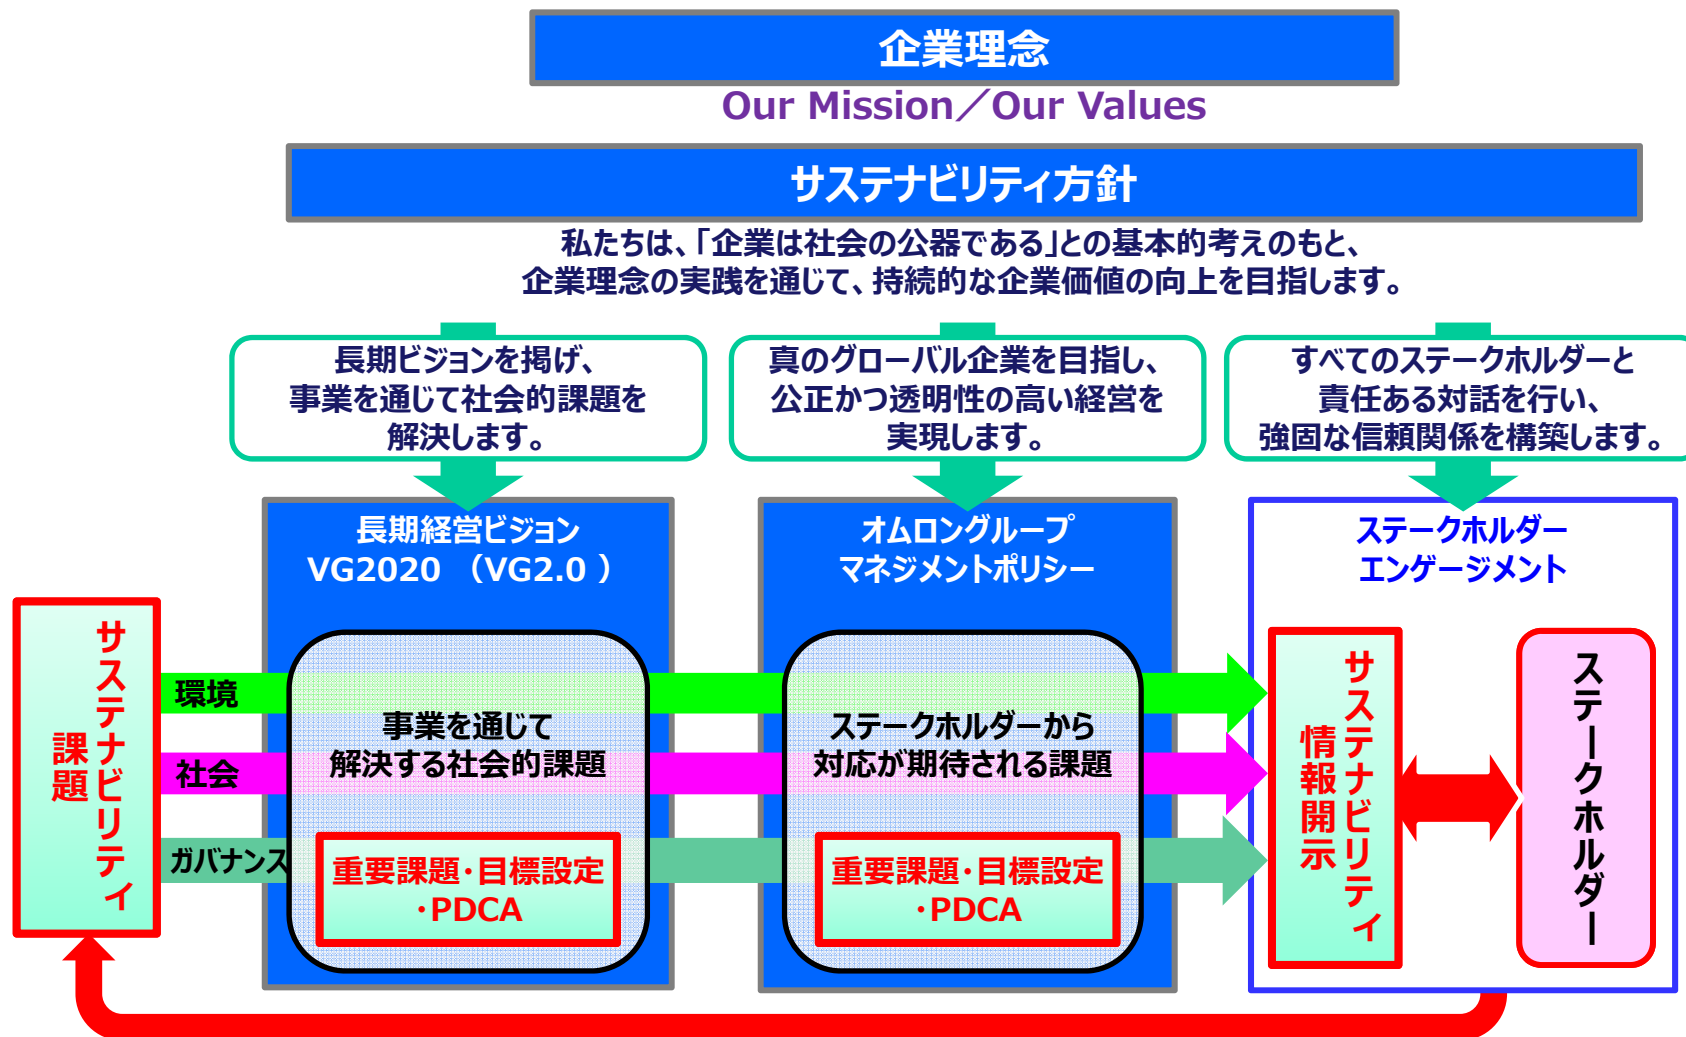 企業理念
Our Mission／Our Values
サステナビリティ方針
私たちは、「企業は社会の公器である」との基本的考えのもと、
企業理念の実践を通じて、持続的な企業価値の向上を目指します。
長期ビジョンを掲げ、
事業を通じて社会的課題を
解決します。
真のグローバル企業を目指し、
公正かつ透明性の高い経営を
実現します。
すべてのステークホルダーと
責任ある対話を行い、
強固な信頼関係を構築します。
長期経営ビジョン
VG2020 （VG2.0 ）
オムロングループ
マネジメントポリシー
ステークホルダー
エンゲージメント
サステナビリティ
課題
環境
社会
ガバナンス
事業を通じて
解決する社会的課題
重要課題･目標設定
･PDCA
ステークホルダーから
対応が期待される課題
重要課題･目標設定
･PDCA
サステナビリティ
情報開示
ステークホルダー